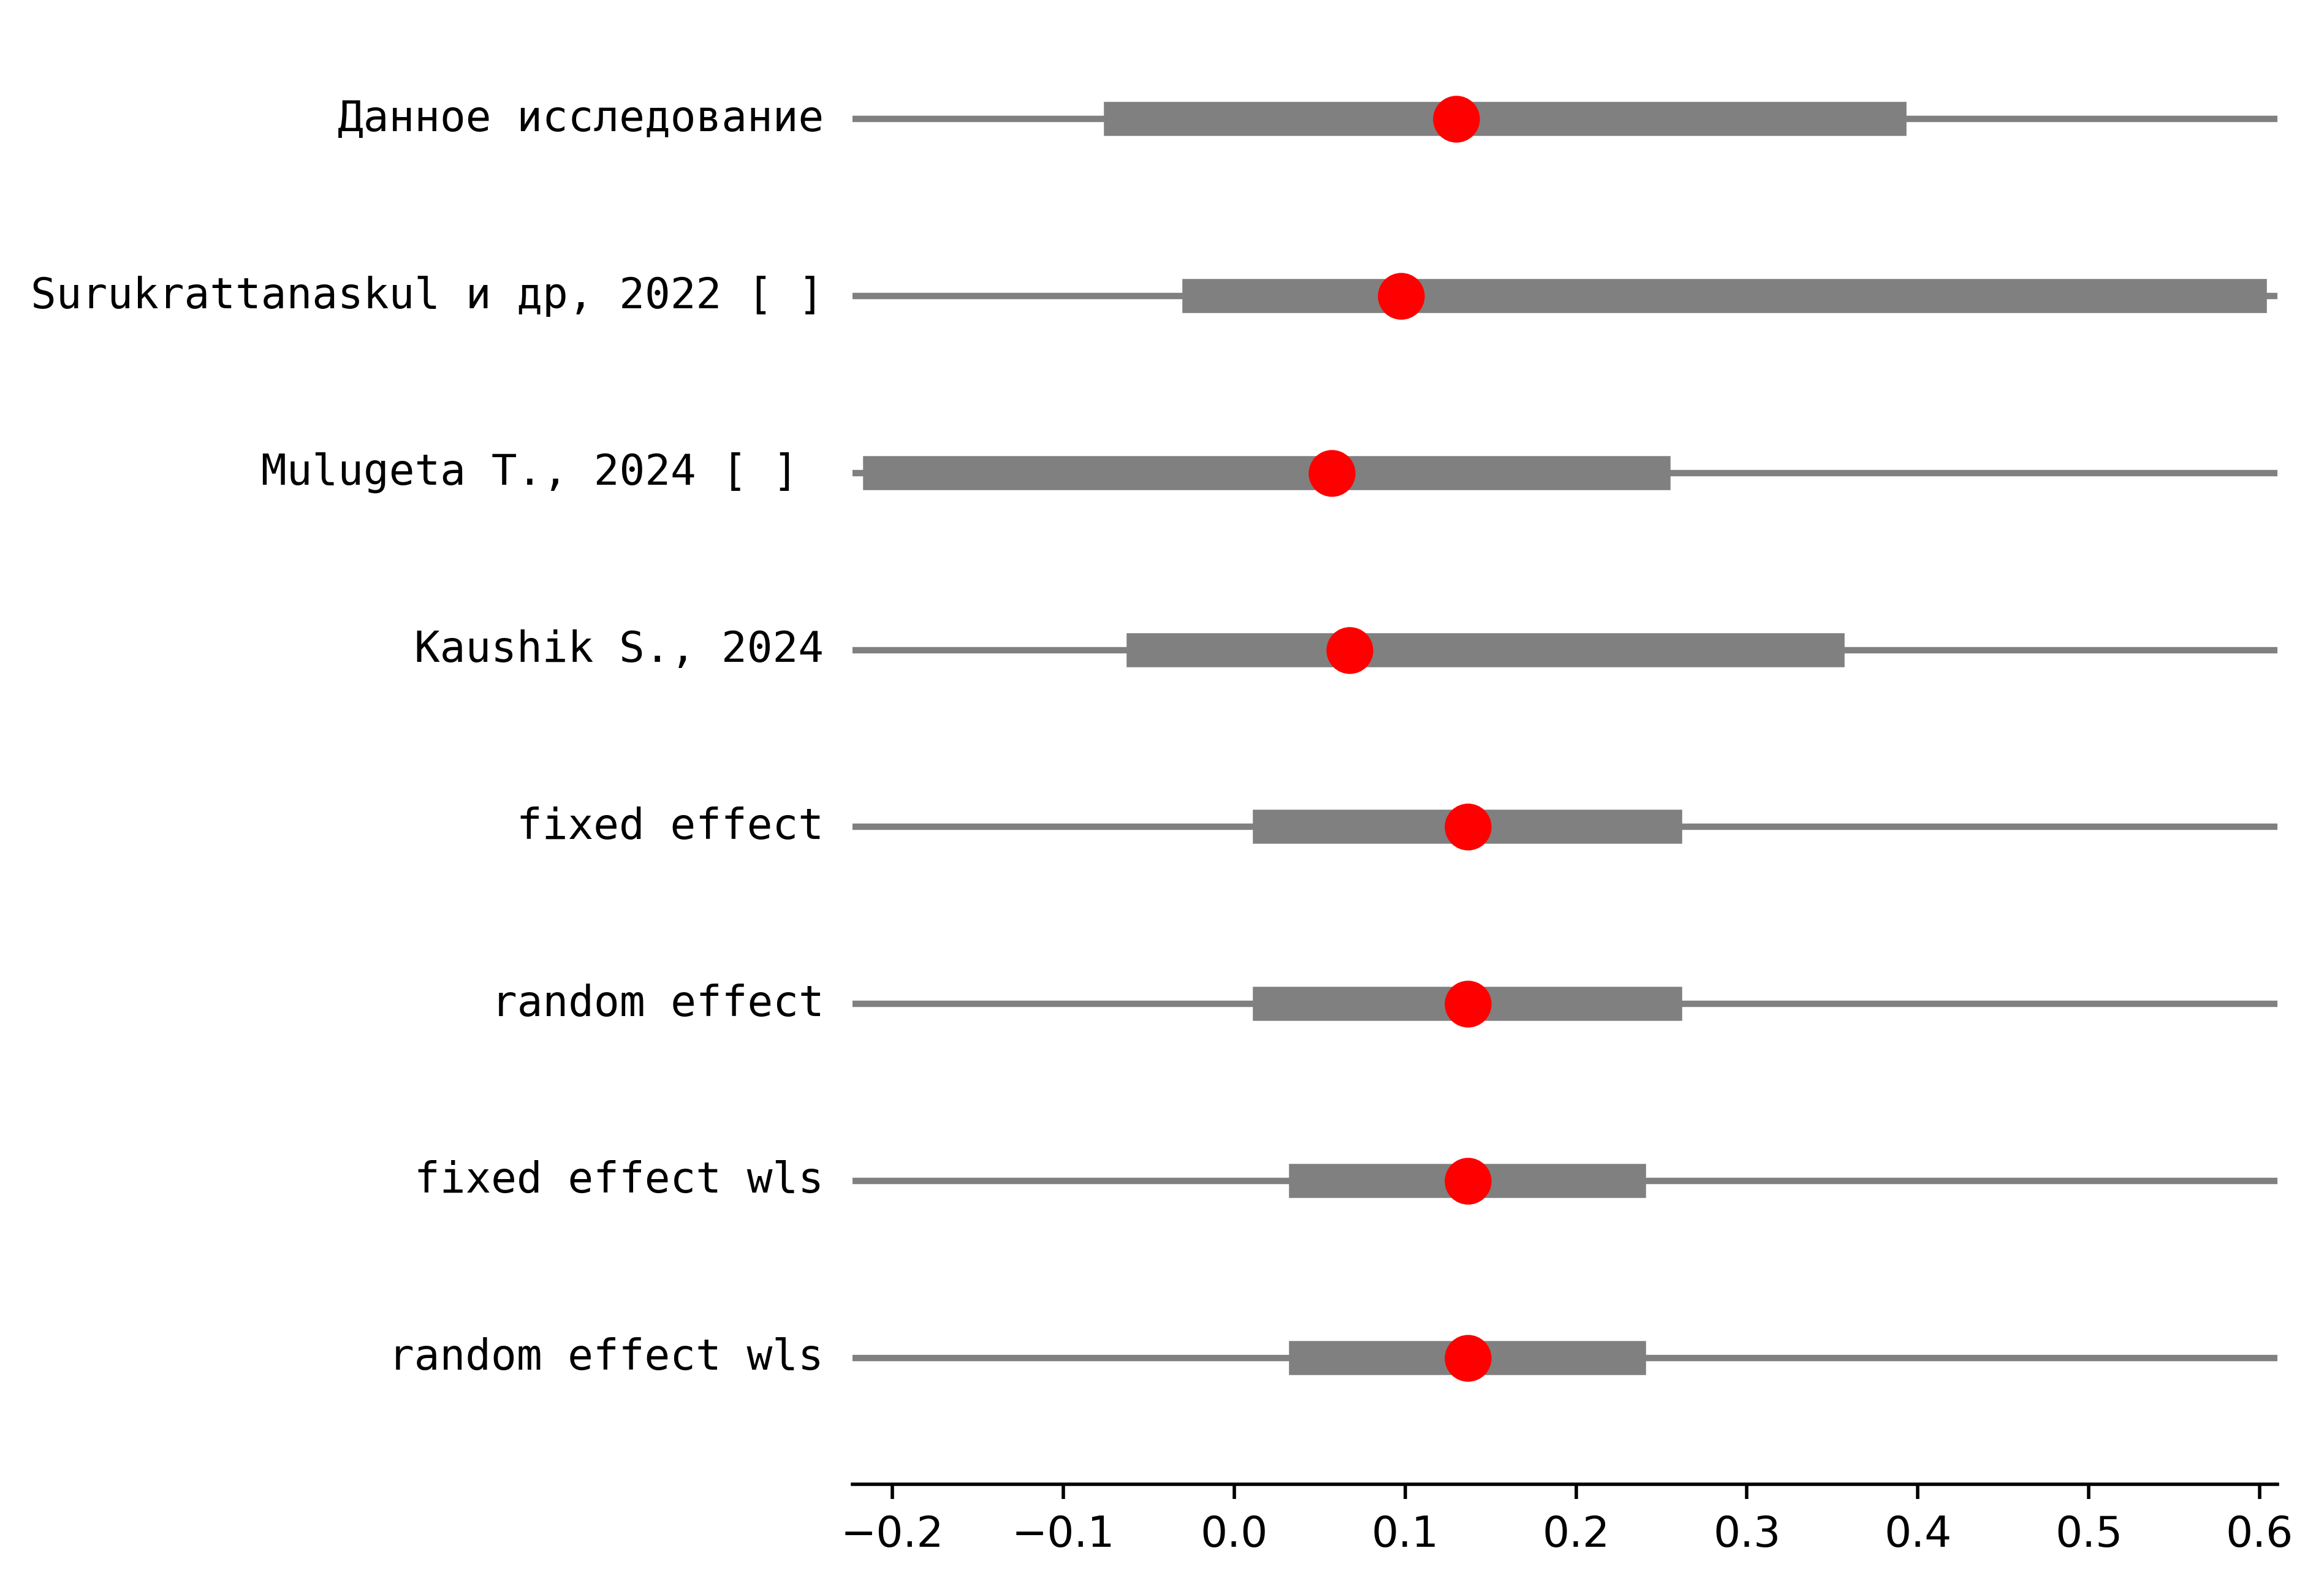 Данное исследование
Surukrattanaskul и др, 2022 [ ]
Mulugeta T., 2024 [ ]
Kaushik S., 2024
fixed effect
random effect
fixed effect wls
random effect wls
−0.2 −0.1 0.0 0.1 0.2 0.3 0.4 0.5 0.6